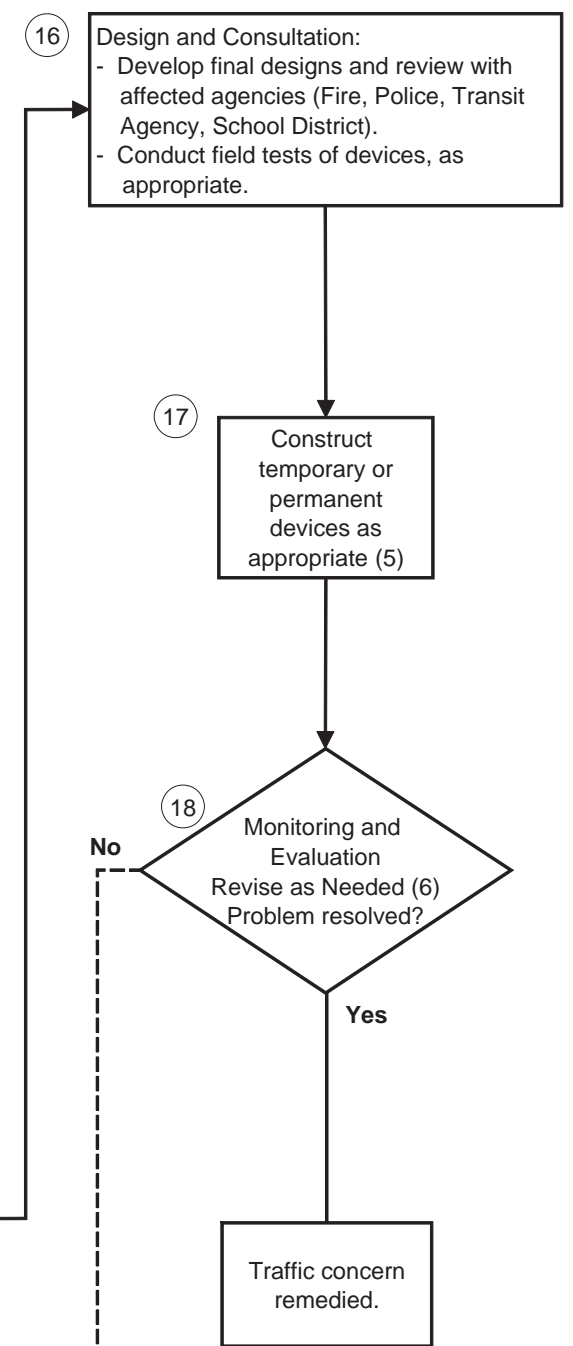 16
Design and Consultation:
- Develop final designs and review with
affected agencies (Fire, Police, Transit
Agency, School District).
- Conduct field tests of devices, as
appropriate.
17
Construct
temporary or
permanent
devices as
appropriate (5)
18
Monitoring and
Evaluation
Revise as Needed (6)
Problem resolved?
No
Yes
Traffic concern
remedied.